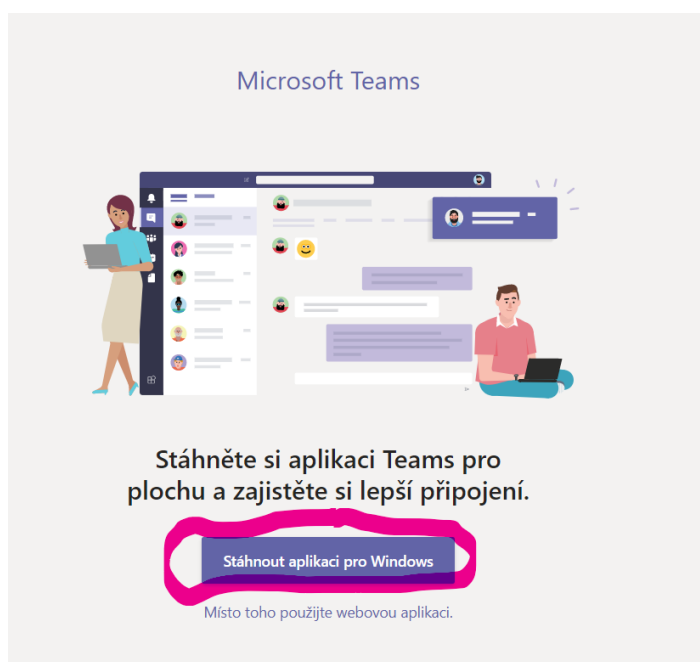 Microsoft Teams
Stáhněte si aplikaci Teams pro
plochu a zajistěte si lepší připojení.
Stáhnout aplikaci pro Windows
Místo toho použijte webovou aplikaci.